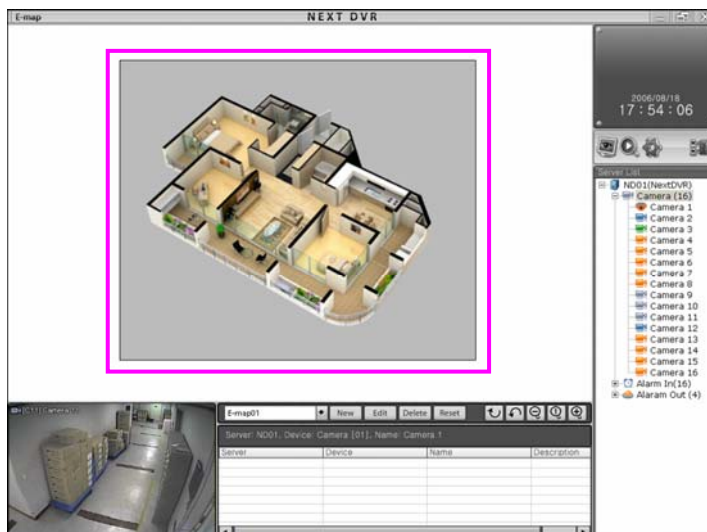 E-map
NEXT DVR
2006/08/18
17:54:06
Server List
ND01(NextDVR)
Camera (16)
Camera 1
Camera 2
Camera 3
Camera 4
Camera 5
Camera 6
Camera 7
Camera 8
Camera 9
Camera 10
Camera 11
Camera 12
Camera 13
Camera 14
Camera 15
Camera 16
Alarm In(16)
Alaram Out (4)
E-map01
New
Edit
Delete
Reset
Server: ND01, Device: Camera [01], Name: Camera 1
Server
Device
Name
Description